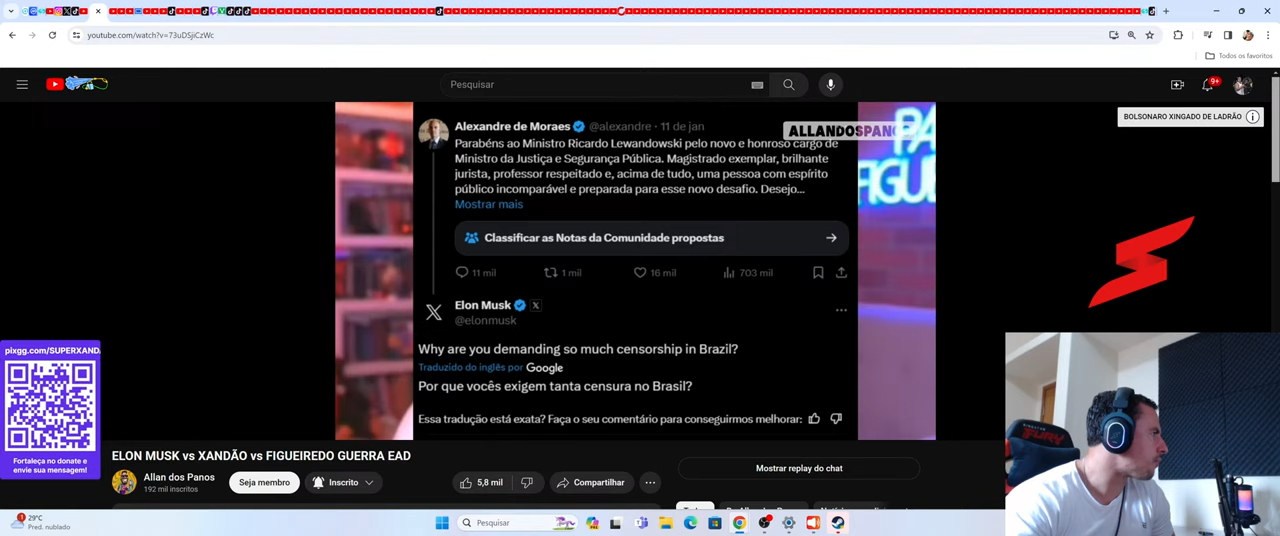 youtube.com/watch?v=73uDSjiCzWc
Todos os favoritos
Pesquisar
9+
BOLSONARO XINGADO DE LADRÃO
ALLANDOSPANOS
Alexandre de Moraes @alexandre · 11 de jan
Parabéns ao Ministro Ricardo Lewandowski pelo novo e honroso cargo de
Ministro da Justiça e Segurança Pública. Magistrado exemplar, brilhante
jurista, professor respeitado e, acima de tudo, uma pessoa com espírito
público incomparável e preparada para esse novo desafio. Desejo...
Mostrar mais
Classificar as Notas da Comunidade propostas
11 mil 1 mil 16 mil 703 mil
Elon Musk
@elonmusk
Why are you demanding so much censorship in Brazil?
Traduzido do inglês por Google
Por que vocês exigem tanta censura no Brasil?
Essa tradução está exata? Faça o seu comentário para conseguirmos melhorar:
pixgg.com/SUPERXANDA
Fortaleça no donate e
envie sua mensagem!
ELON MUSK vs XANDÃO vs FIGUEIREDO GUERRA EAD
Allan dos Panos
192 mil inscritos
Seja membro
Inscrito
5,8 mil
Compartilhar
Mostrar replay do chat
29°C
Pred. nublado
Pesquisar
FURY